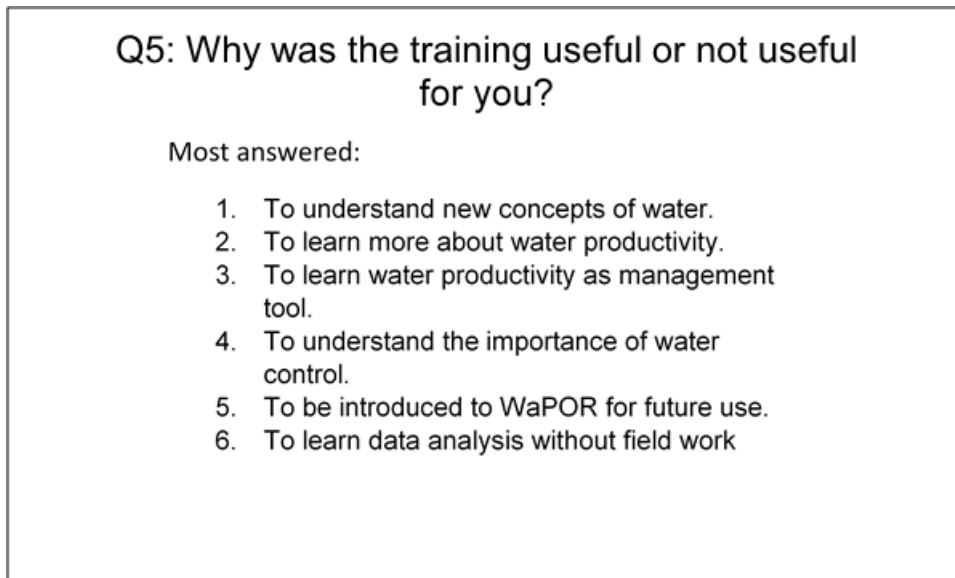 Q5: Why was the training useful or not useful
for you?
Most answered:
1. To understand new concepts of water.
2. To learn more about water productivity.
3. To learn water productivity as management
tool.
4. To understand the importance of water
control.
5. To be introduced to WaPOR for future use.
6. To learn data analysis without field work